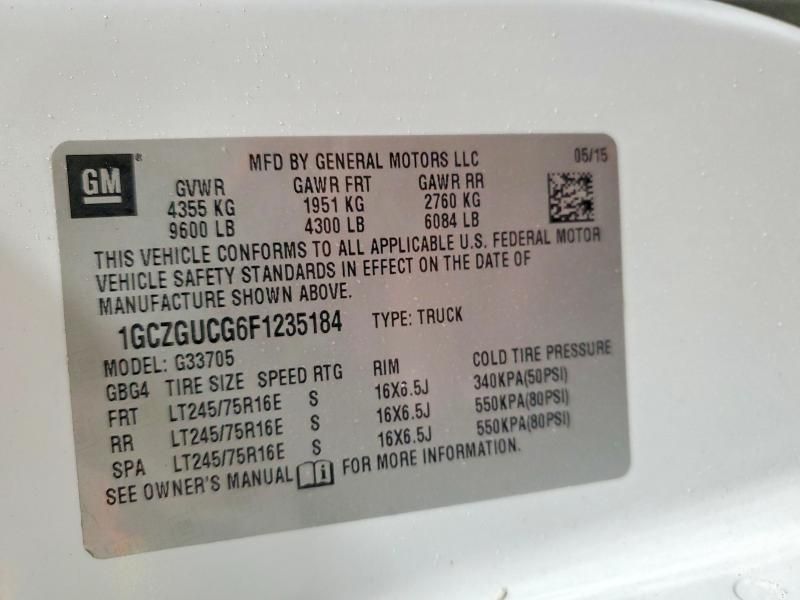 GM
MFD BY GENERAL MOTORS LLC 05/15
GVWR GAWR FRT GAWR RR
4355 KG 1951 KG 2760 KG
9600 LB 4300 LB 6084 LB
THIS VEHICLE CONFORMS TO ALL APPLICABLE U.S. FEDERAL MOTOR
VEHICLE SAFETY STANDARDS IN EFFECT ON THE DATE OF
MANUFACTURE SHOWN ABOVE.
1GCZGUCG6F1235184 TYPE: TRUCK
MODEL: G33705
GBG4 TIRE SIZE SPEED RTG RIM COLD TIRE PRESSURE
FRT LT245/75R16E S 16X6.5J 340KPA(50PSI)
RR LT245/75R16E S 16X6.5J 550KPA(80PSI)
SPA LT245/75R16E S 16X6.5J 550KPA(80PSI)
SEE OWNER'S MANUAL i FOR MORE INFORMATION.